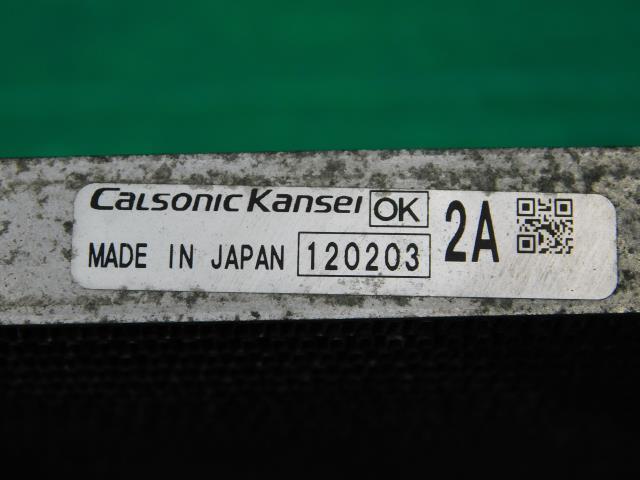 CALSONIC KANSEI OK 2A
MADE IN JAPAN 120203